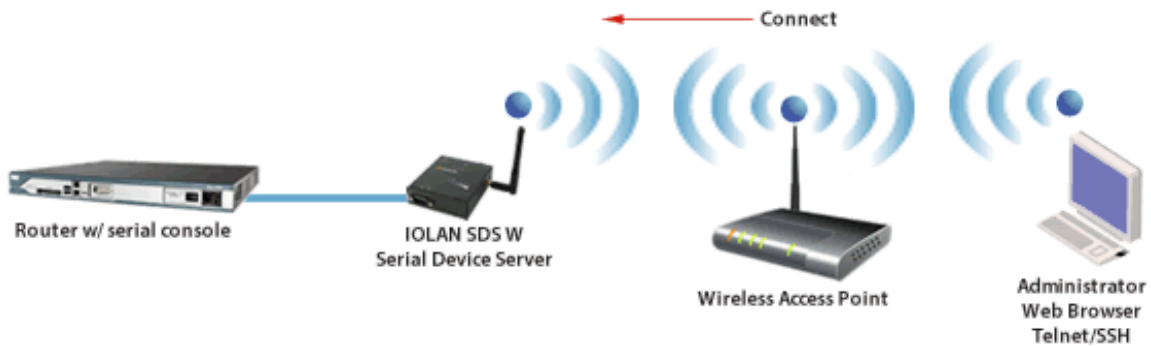 Connect
Router w/ serial console
IOLAN SDS W
Serial Device Server
Wireless Access Point
Administrator
Web Browser
Telnet/SSH